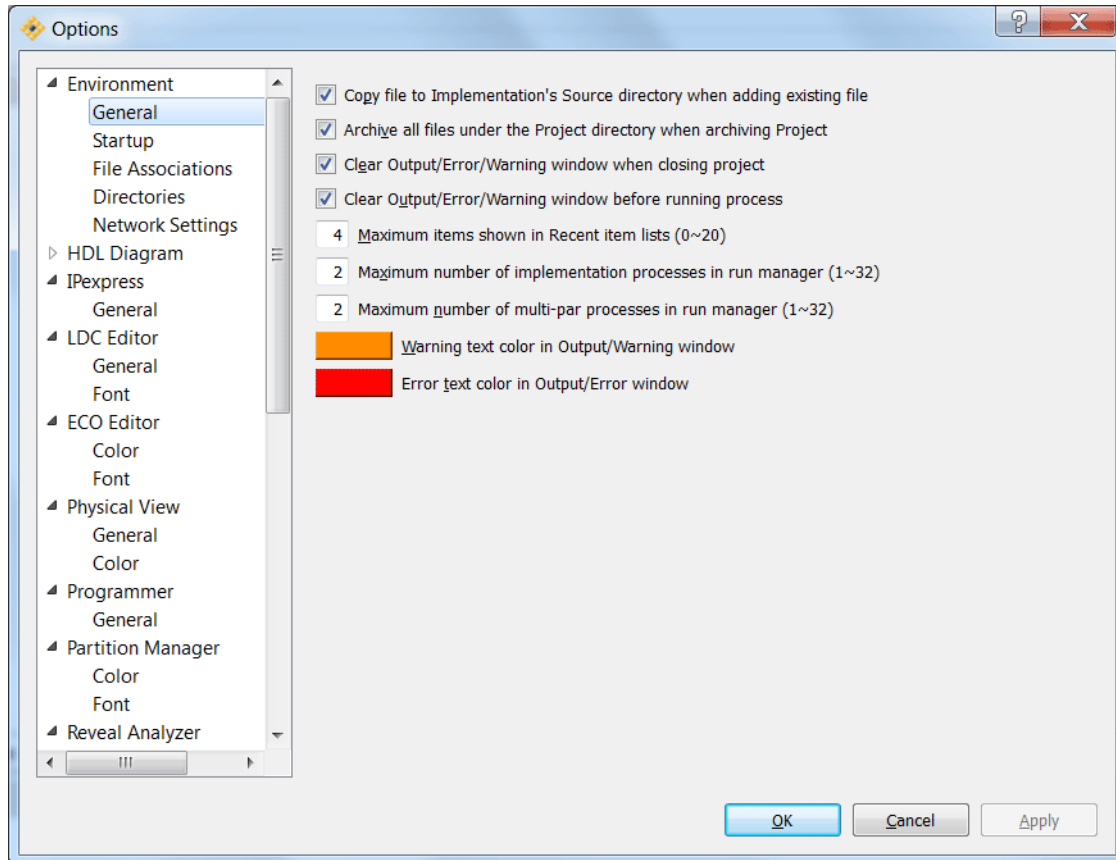 Options
Environment
General
Startup
File Associations
Directories
Network Settings
HDL Diagram
IPexpress
General
LDC Editor
General
Font
ECO Editor
Color
Font
Physical View
General
Color
Programmer
General
Partition Manager
Color
Font
Reveal Analyzer
Copy file to Implementation's Source directory when adding existing file
Archive all files under the Project directory when archiving Project
Clear Output/Error/Warning window when closing project
Clear Output/Error/Warning window before running process
4 Maximum items shown in Recent item lists (0~20)
2 Maximum number of implementation processes in run manager (1~32)
2 Maximum number of multi-par processes in run manager (1~32)
Warning text color in Output/Warning window
Error text color in Output/Error window
OK Cancel Apply